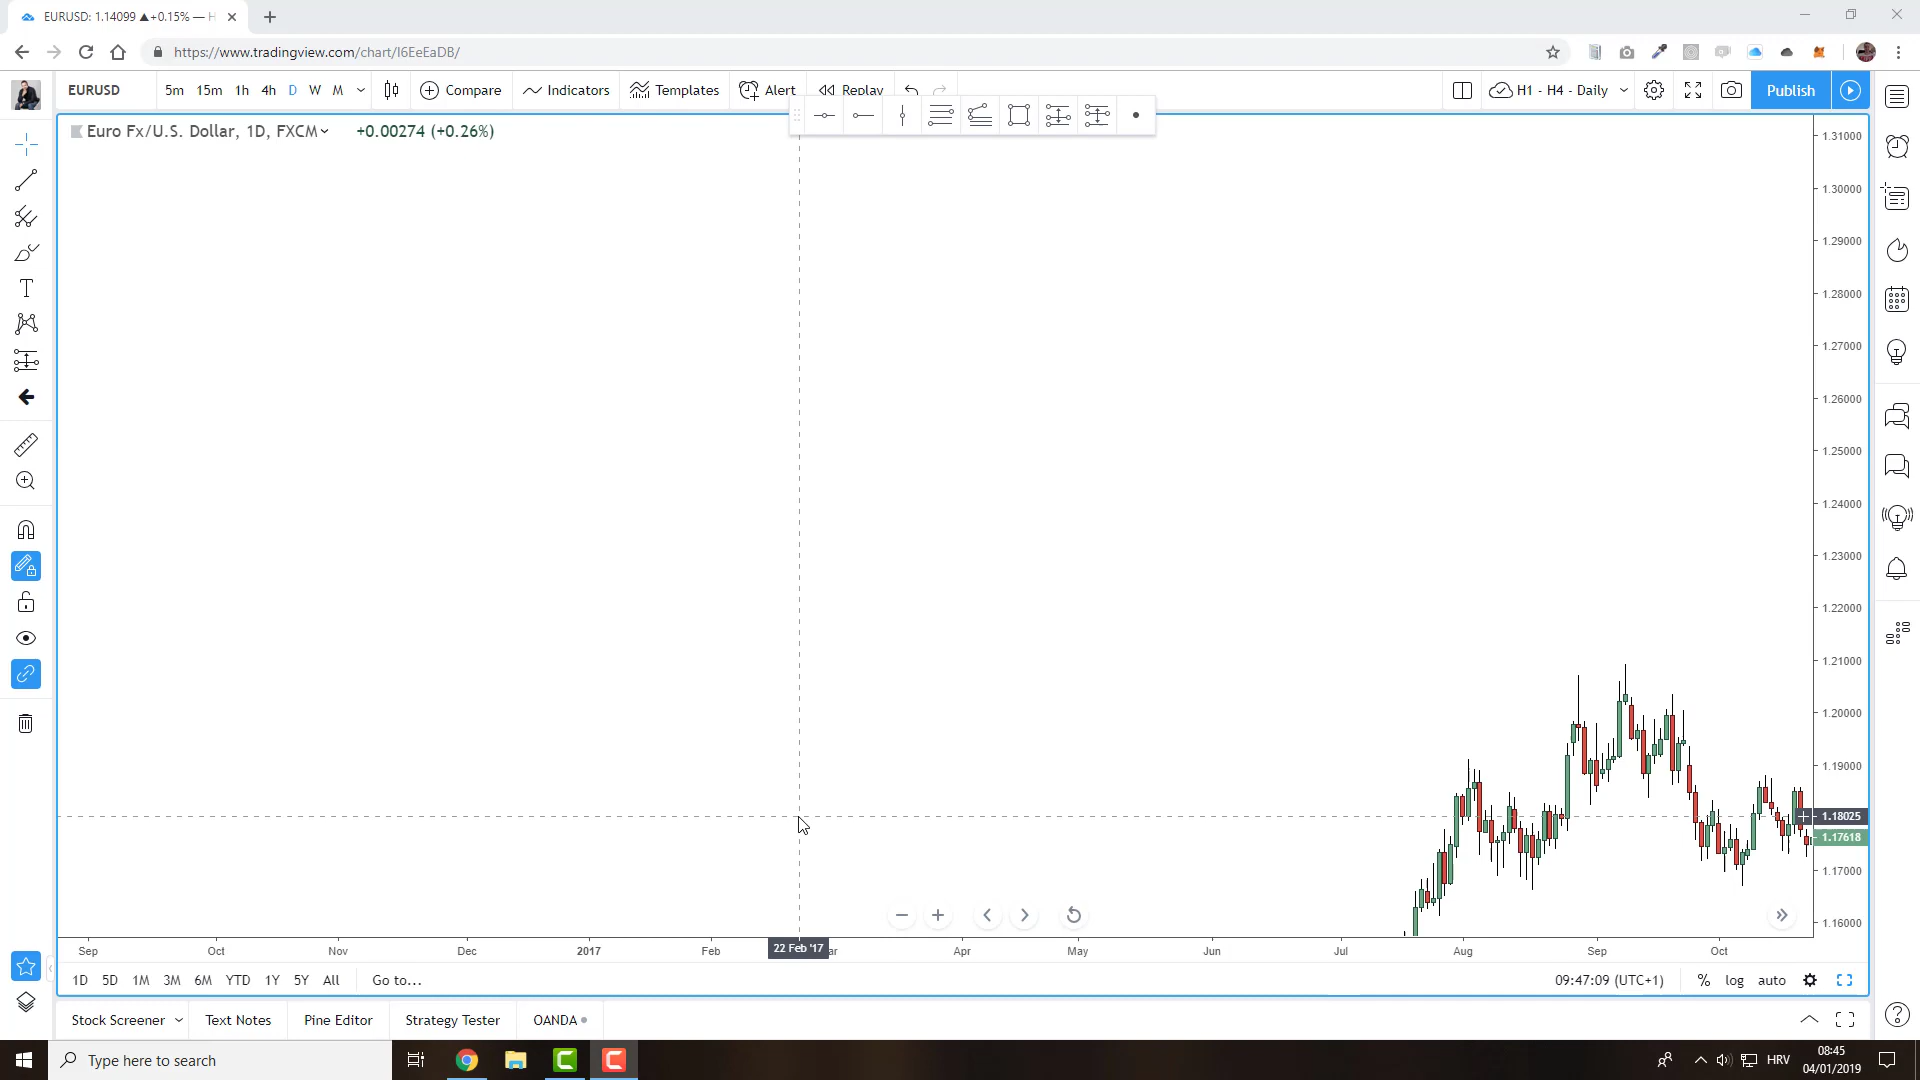 EURUSD: 1.14099 ▲+0.15% — H
https://www.tradingview.com/chart/I6EeEaDB/
EURUSD 5m 15m 1h 4h D W M Compare Indicators Templates Alert Replay H1 - H4 - Daily Publish
Euro Fx/U.S. Dollar, 1D, FXCM +0.00274 (+0.26%)
1.31000
1.30000
1.29000
1.28000
1.27000
1.26000
1.25000
1.24000
1.23000
1.22000
1.21000
1.20000
1.19000
1.18025
1.17618
1.17000
1.16000
Sep Oct Nov Dec 2017 Feb 22 Feb '17 ar Apr May Jun Jul Aug Sep Oct
1D 5D 1M 3M 6M YTD 1Y 5Y All Go to... 09:47:09 (UTC+1) % log auto
Stock Screener Text Notes Pine Editor Strategy Tester OANDA
Type here to search HRV 08:45
04/01/2019